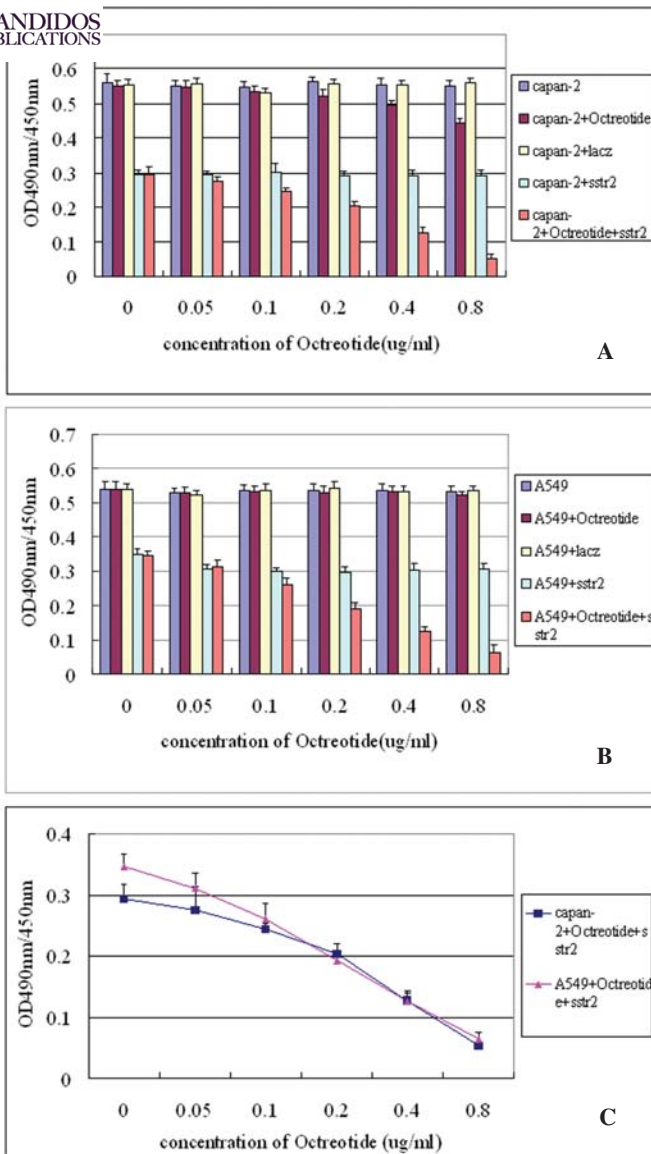 ANDIDOS
BLICATIONS
0.6
0.5
0.4
0.3
0.2
0.1
0
OD490nm/450nm
0 0.05 0.1 0.2 0.4 0.8
concentration of Octreotide(ug/ml)
capan-2
capan-2+Octreotide
capan-2+lacz
capan-2+sstr2
capan-
2+Octreotide+sstr2
A
0.7
0.6
0.5
0.4
0.3
0.2
0.1
0
OD490nm/450nm
0 0.05 0.1 0.2 0.4 0.8
concentration of Octreotide(ug/ml)
A549
A549+Octreotide
A549+lacz
A549+sstr2
A549+Octreotide+s
str2
B
0.4
0.3
0.2
0.1
0
OD490nm/450nm
0 0.05 0.1 0.2 0.4 0.8
concentration of Octreotide (ug/ml)
capan-
2+Octreotide+s
str2
A549+Octreotid
e+sstr2
C